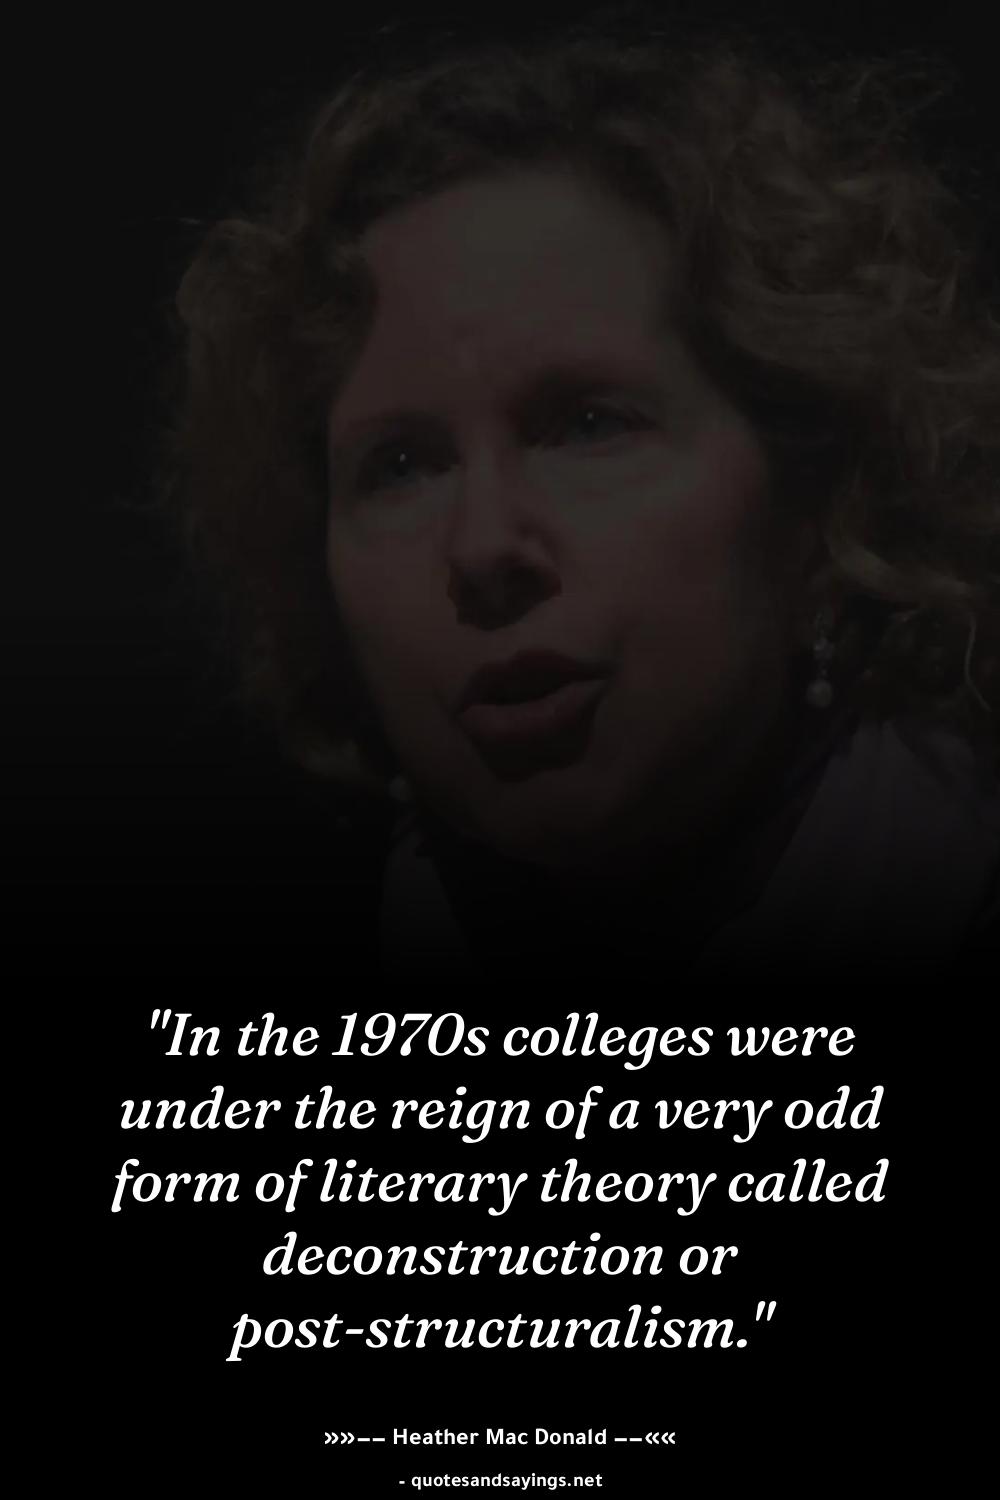 "In the 1970s colleges were
under the reign of a very odd
form of literary theory called
deconstruction or
post-structuralism."
»»–– Heather Mac Donald ––««
- quotesandsayings.net